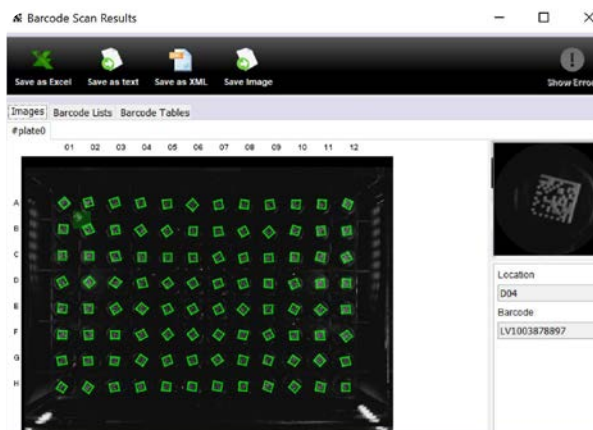 Barcode Scan Results
Save as Excel Save as text Save as XML Save Image
Images Barcode Lists Barcode Tables
#plate0
01 02 03 04 05 06 07 08 09 10 11 12
A
B
C
D
E
F
G
H
Show Error
Location
D04
Barcode
LV1003878897